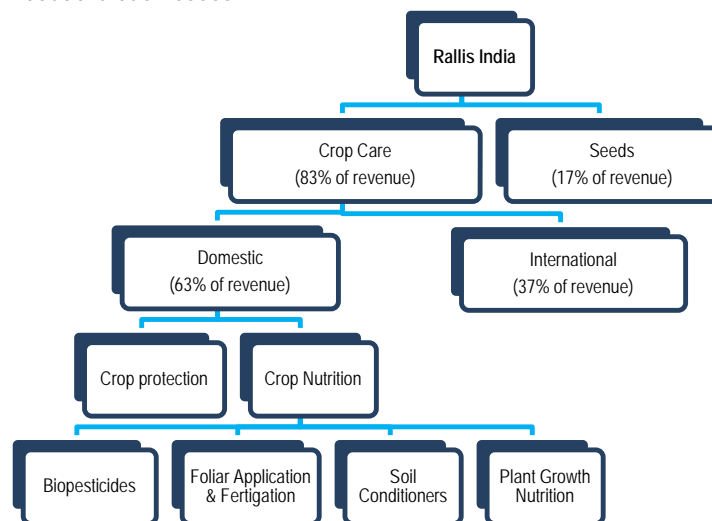 Rallis India
Crop Care
(83% of revenue)
Seeds
(17% of revenue)
Domestic
(63% of revenue)
International
(37% of revenue)
Crop protection
Crop Nutrition
Biopesticides
Foliar Application
& Fertigation
Soil
Conditioners
Plant Growth
Nutrition